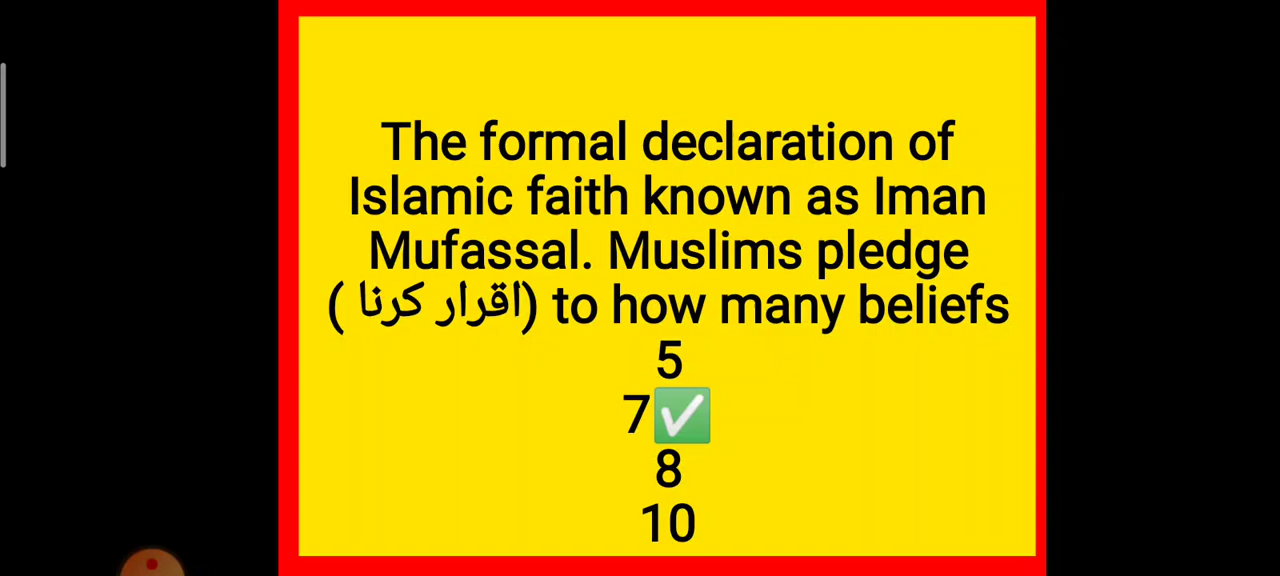 The formal declaration of
Islamic faith known as Iman
Mufassal. Muslims pledge
( اقرار کرنا) to how many beliefs
5
7✅
8
10